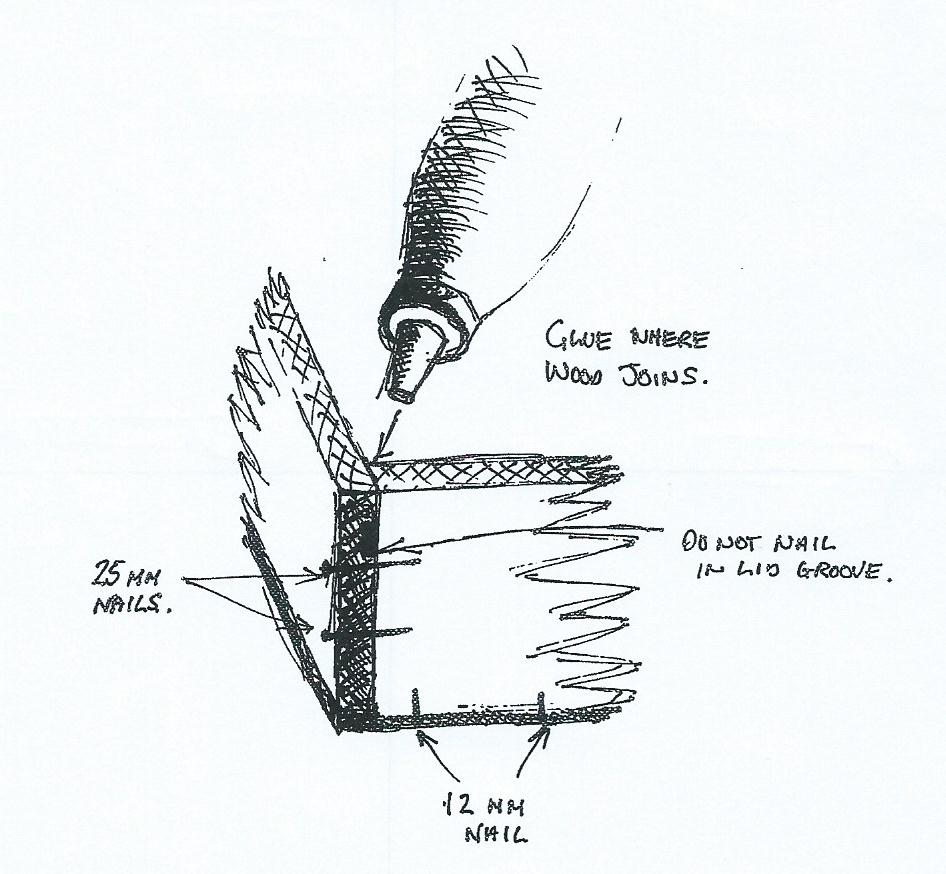 GLUE WHERE
WOOD JOINS.
DO NOT NAIL
IN LID GROOVE.
25 MM
NAILS.
12 MM
NAIL